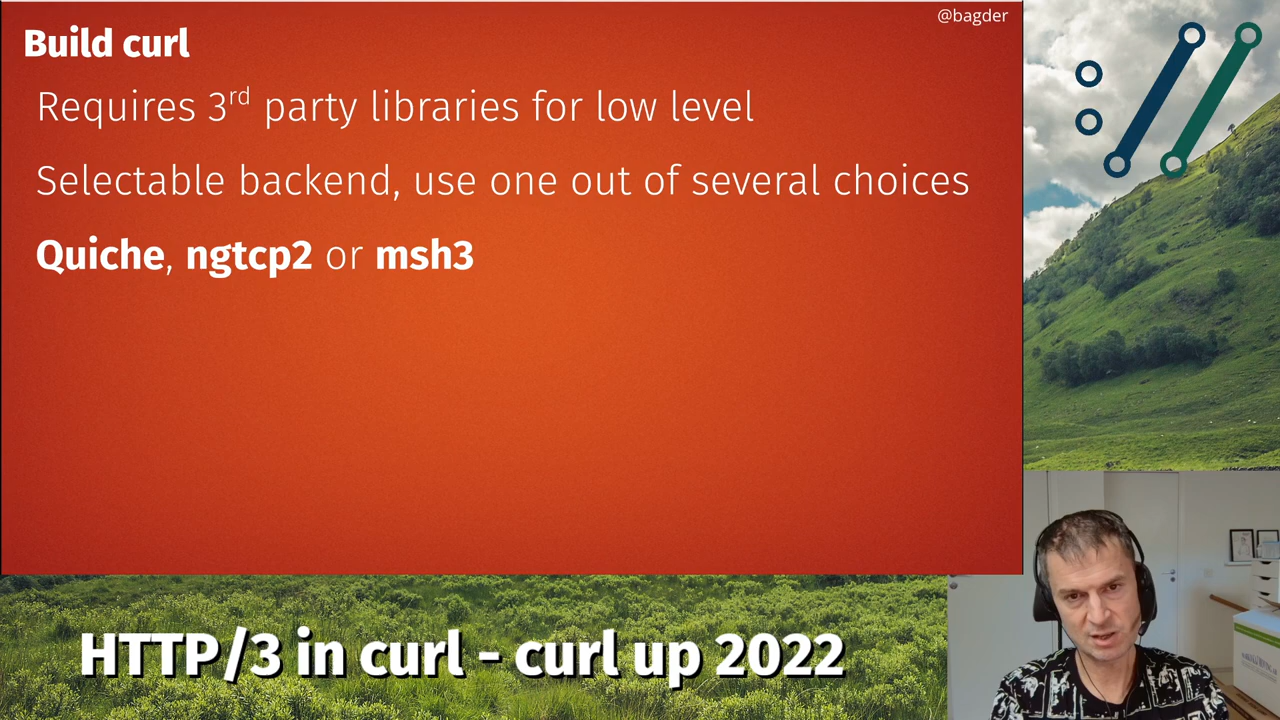 @bagder
Build curl
Requires 3rd party libraries for low level
Selectable backend, use one out of several choices
Quiche, ngtcp2 or msh3
HTTP/3 in curl - curl up 2022